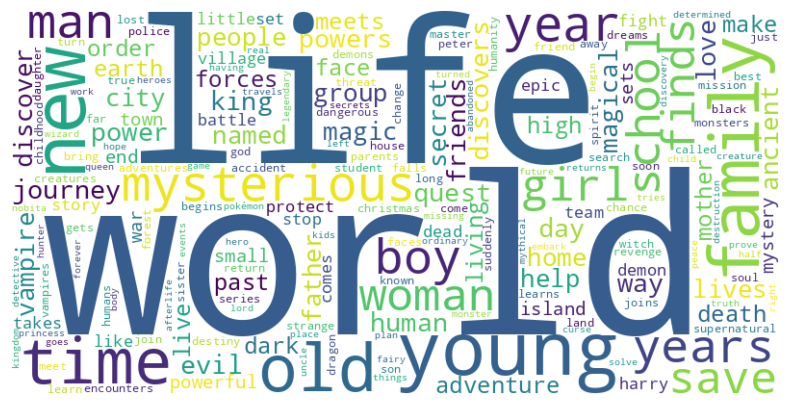 lost
police
little
set
meets
master
peter
fight
determined
just
man
turn
order
people
powers
real
heroes
demons
humanity
friend
away
dreams
make
year
life
new
childhood
daughter
discover
earth
true
village
forces
face
having
travels
threat
turned
love
begin
best
mission
discovery
city
king
group
secrets
legendary
epic
change
dangerous
abandoned
far
town
work
battle
god
left
house
black
monsters
power
named
magic
secret
friends
discovers
high
magical
sets
spirit
school
finds
family
ancient
wizard
hope
end
bring
queen
accident
parents
student
falls
long
future
child
search
called
creature
returns
soon
tries
creatures
adventures
game
journey
mysterious
quest
girl
mother
mystery
story
nobita
begins
pokémon
protect
christmas
come
missing
living
day
team
chance
destruction
gets
war
forest
stop
kids
dead
faces
ordinary
home
witch
revenge
prove
half
vampire
vampires
hunter
forever
events
sister
small
hero
return
boy
suddenly
mythical
embark
peace
detective
live
past
series
father
comes
known
woman
help
demon
way
soul
lives
humans
body
afterlife
lord
strange
place
human
learns
joins
island
land
curse
supernatural
death
truth
right
takes
princess
kingdom
goes
like
join
destiny
evil
dark
uncle
dragon
plan
fairy
son
things
monster
solve
world
time
meet
learn
encounters
powerful
old
young
adventure
harry
years
save